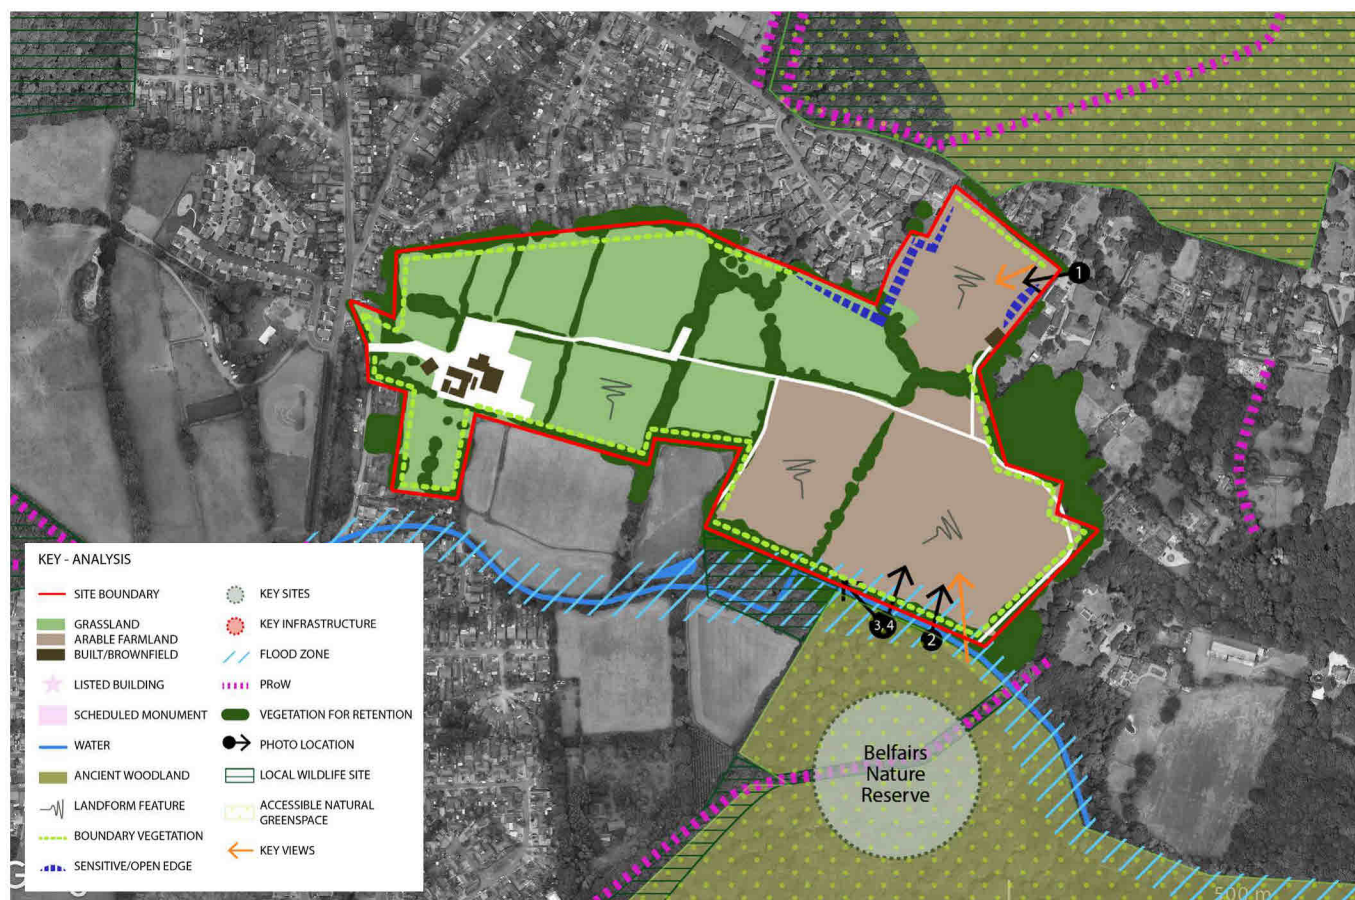 1
3,4
2
Belfairs
Nature
Reserve
500 m
KEY - ANALYSIS
SITE BOUNDARY
GRASSLAND
ARABLE FARMLAND
BUILT/BROWNFIELD
LISTED BUILDING
SCHEDULED MONUMENT
WATER
ANCIENT WOODLAND
LANDFORM FEATURE
BOUNDARY VEGETATION
SENSITIVE/OPEN EDGE
KEY SITES
KEY INFRASTRUCTURE
FLOOD ZONE
PRoW
VEGETATION FOR RETENTION
PHOTO LOCATION
LOCAL WILDLIFE SITE
ACCESSIBLE NATURAL
GREENSPACE
KEY VIEWS